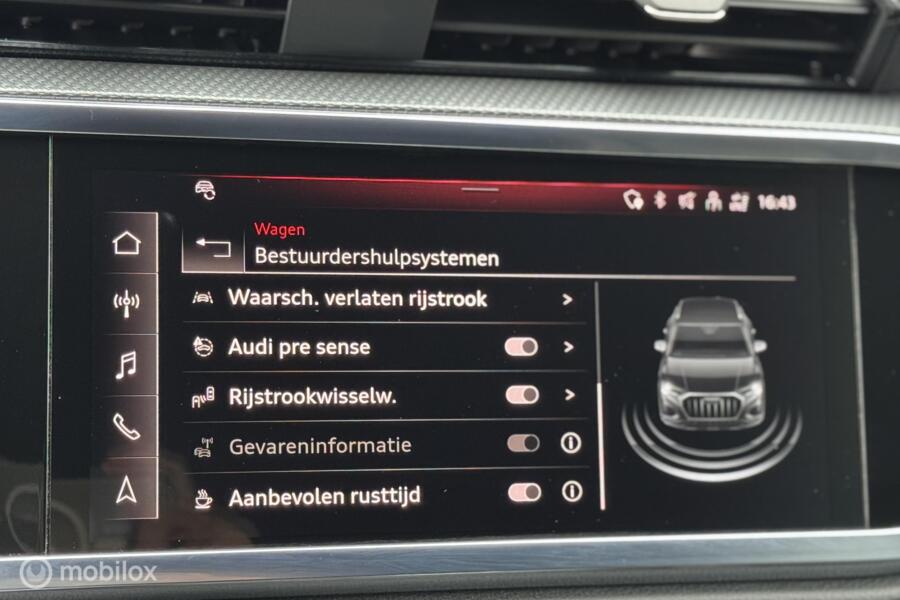 16:43
Wagen
Bestuurdershulpsystemen
Waarsch. verlaten rijstrook
Audi pre sense
Rijstrookwisselw.
Gevareninformatie
Aanbevolen rusttijd
mobilox